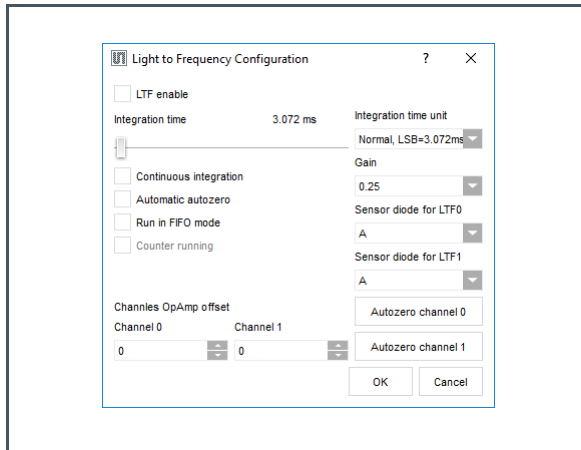 Light to Frequency Configuration ?
LTF enable
Integration time 3.072 ms
Integration time unit
Normal, LSB=3.072ms
Continuous integration
Automatic autozero
Run in FIFO mode
Counter running
Gain
0.25
Sensor diode for LTF0
A
Sensor diode for LTF1
A
Channles OpAmp offset
Channel 0 Channel 1
0 0
Autozero channel 0
Autozero channel 1
OK Cancel